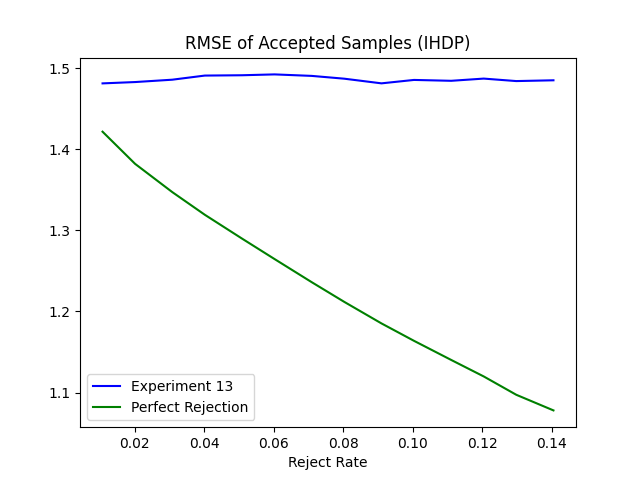 RMSE of Accepted Samples (IHDP)
1.5
1.4
1.3
1.2
1.1
Experiment 13
Perfect Rejection
0.02 0.04 0.06 0.08 0.10 0.12 0.14
Reject Rate